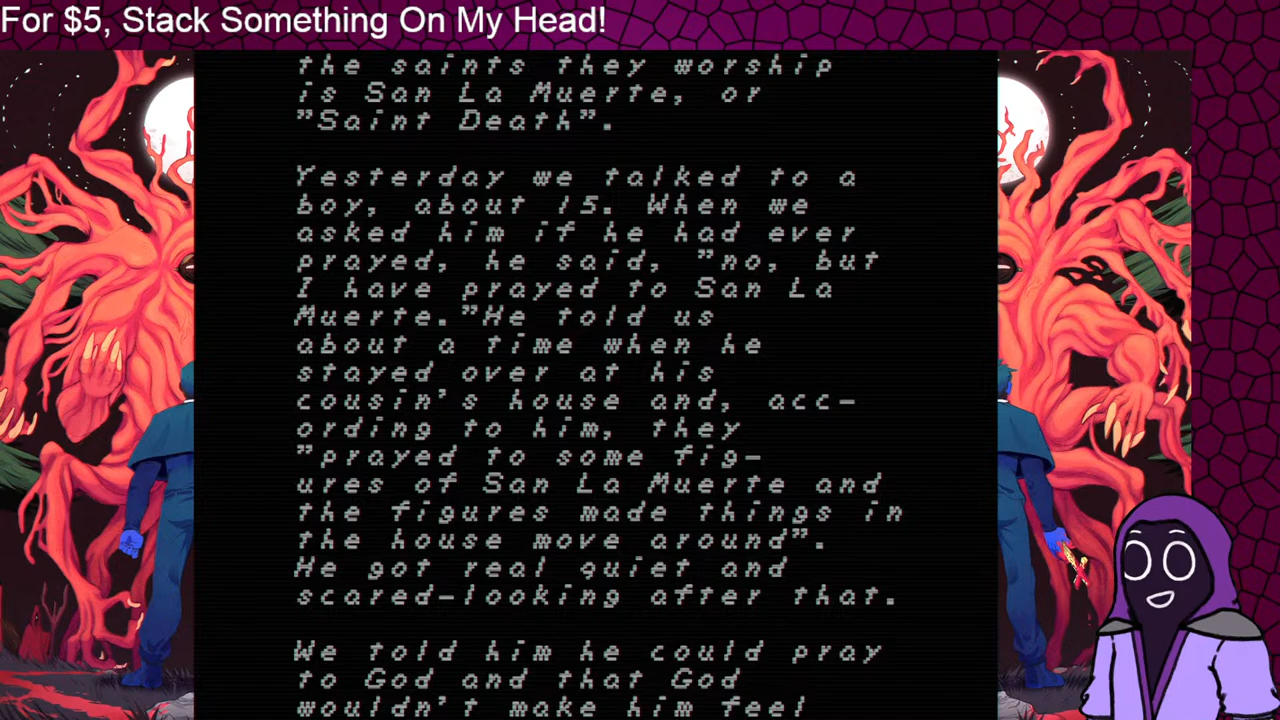 For $5, Stack Something On My Head!
the saints they worship
is San La Muerte, or
"Saint Death".
Yesterday we talked to a
boy, about 15. When we
asked him if he had ever
prayed, he said, "no, but
I have prayed to San La
Muerte."He told us
about a time when he
stayed over at his
cousin's house and, acc-
ording to him, they
"prayed to some fig-
ures of San La Muerte and
the figures made things in
the house move around".
He got real quiet and
scared-looking after that.
We told him he could pray
to God and that God
wouldn't make him feel